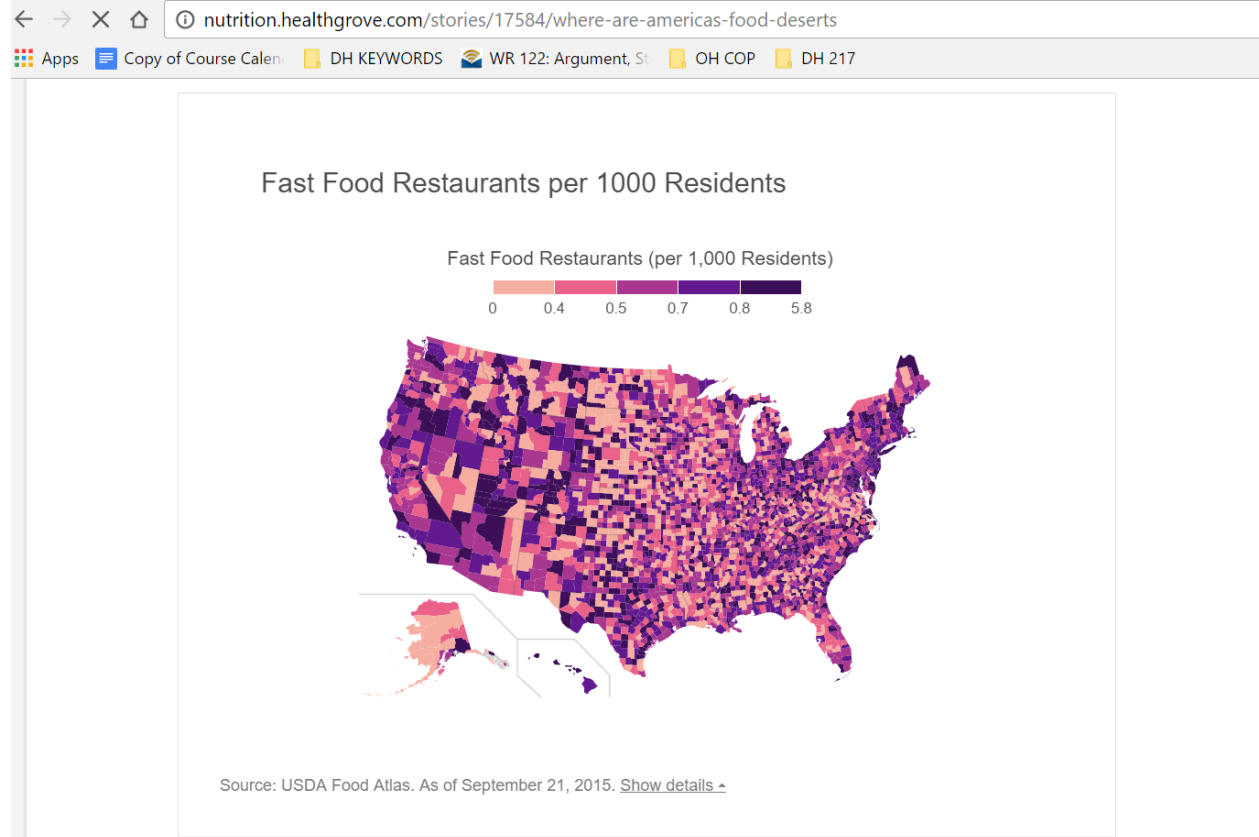 nutrition.healthgrove.com/stories/17584/where-are-americas-food-deserts
Apps Copy of Course Calen DH KEYWORDS WR 122: Argument, St OH COP DH 217
Fast Food Restaurants per 1000 Residents
Fast Food Restaurants (per 1,000 Residents)
0 0.4 0.5 0.7 0.8 5.8
Source: USDA Food Atlas. As of September 21, 2015. Show details